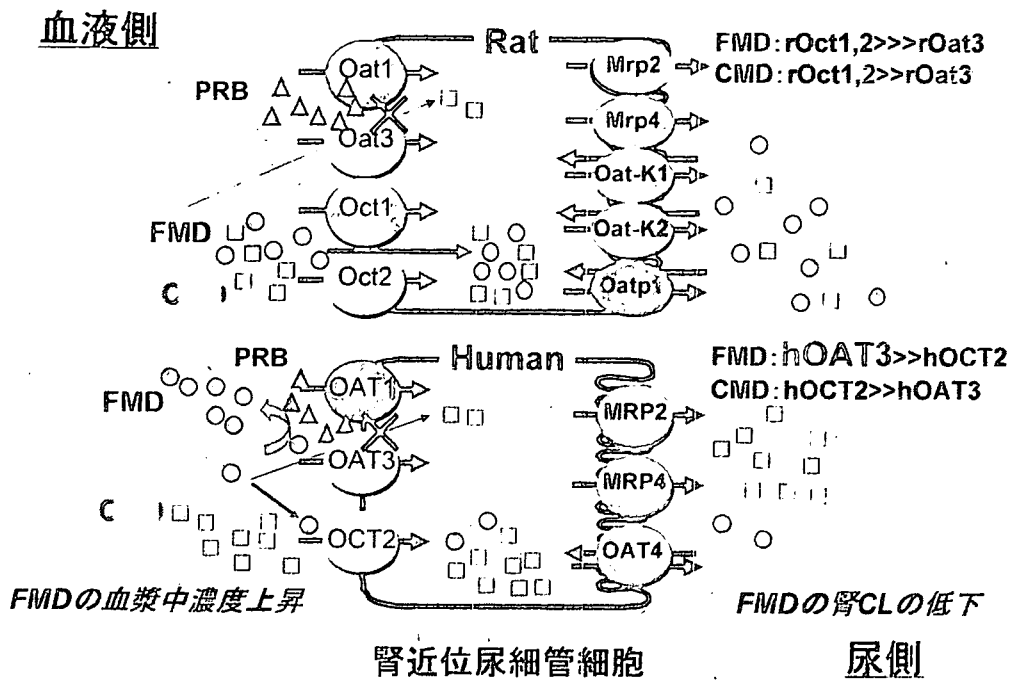 血液側
Rat
FMD:rOct1,2>>>rOat3
CMD:rOct1,2>>rOat3
PRB
Oat1
Oat3
Oct1
Oct2
FMD
C
Mrp2
Mrp4
Oat-K1
Oat-K2
Oatp1
Human
FMD:hOAT3>>hOCT2
CMD:hOCT2>>hOAT3
PRB
FMD
OAT1
OAT3
OCT2
C
MRP2
MRP4
OAT4
FMDの血漿中濃度上昇
FMDの腎CLの低下
腎近位尿細管細胞
尿側